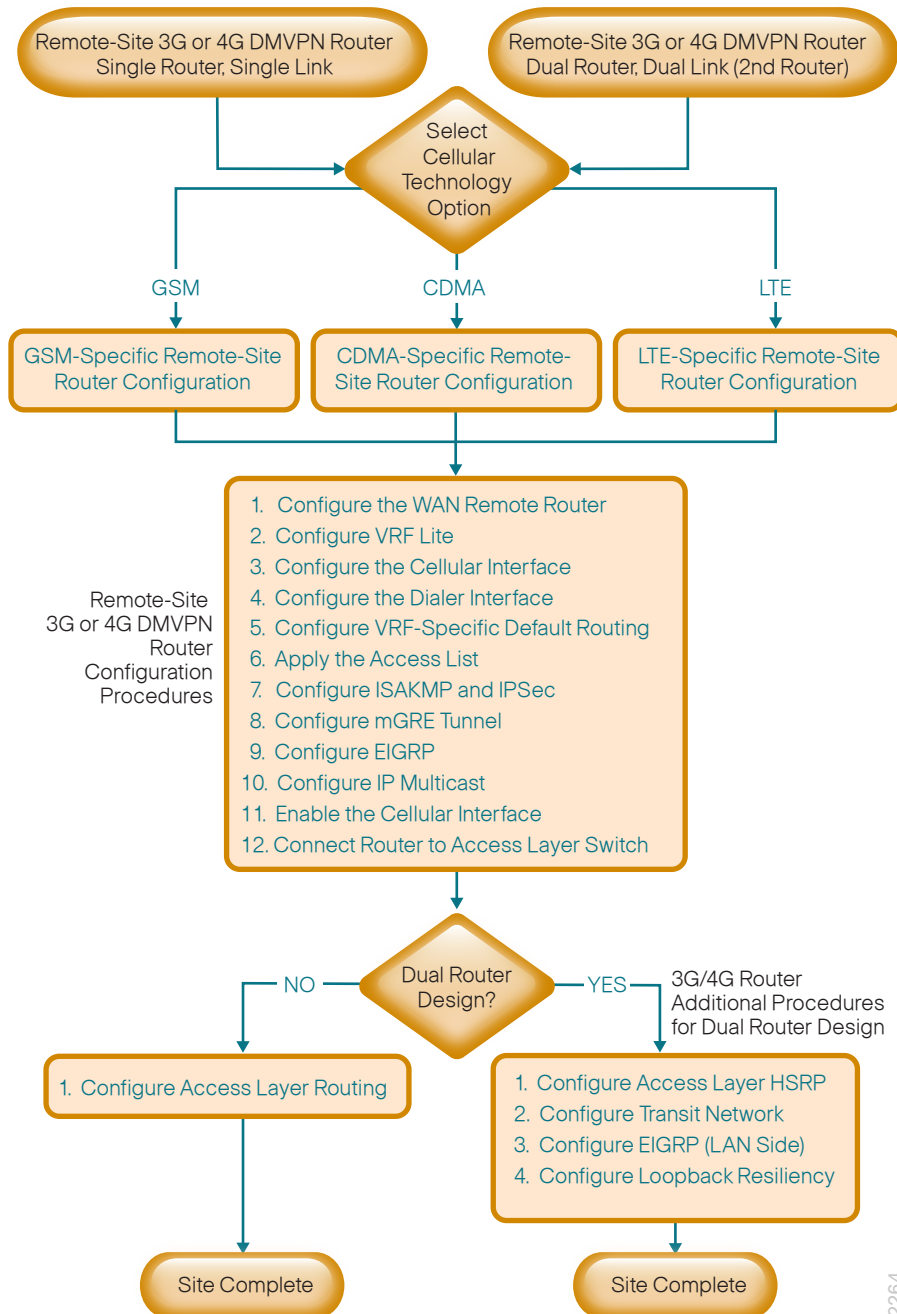 Remote-Site 3G or 4G DMVPN Router
Single Router, Single Link
Remote-Site 3G or 4G DMVPN Router
Dual Router, Dual Link (2nd Router)
Select
Cellular
Technology
Option
GSM
CDMA
LTE
GSM-Specific Remote-Site
Router Configuration
CDMA-Specific Remote-
Site Router Configuration
LTE-Specific Remote-Site
Router Configuration
Remote-Site
3G or 4G DMVPN
Router
Configuration
Procedures
1. Configure the WAN Remote Router
2. Configure VRF Lite
3. Configure the Cellular Interface
4. Configure the Dialer Interface
5. Configure VRF-Specific Default Routing
6. Apply the Access List
7. Configure ISAKMP and IPSec
8. Configure mGRE Tunnel
9. Configure EIGRP
10. Configure IP Multicast
11. Enable the Cellular Interface
12. Connect Router to Access Layer Switch
Dual Router
Design?
NO
YES
3G/4G Router
Additional Procedures
for Dual Router Design
1. Configure Access Layer Routing
1. Configure Access Layer HSRP
2. Configure Transit Network
3. Configure EIGRP (LAN Side)
4. Configure Loopback Resiliency
Site Complete
Site Complete
2264